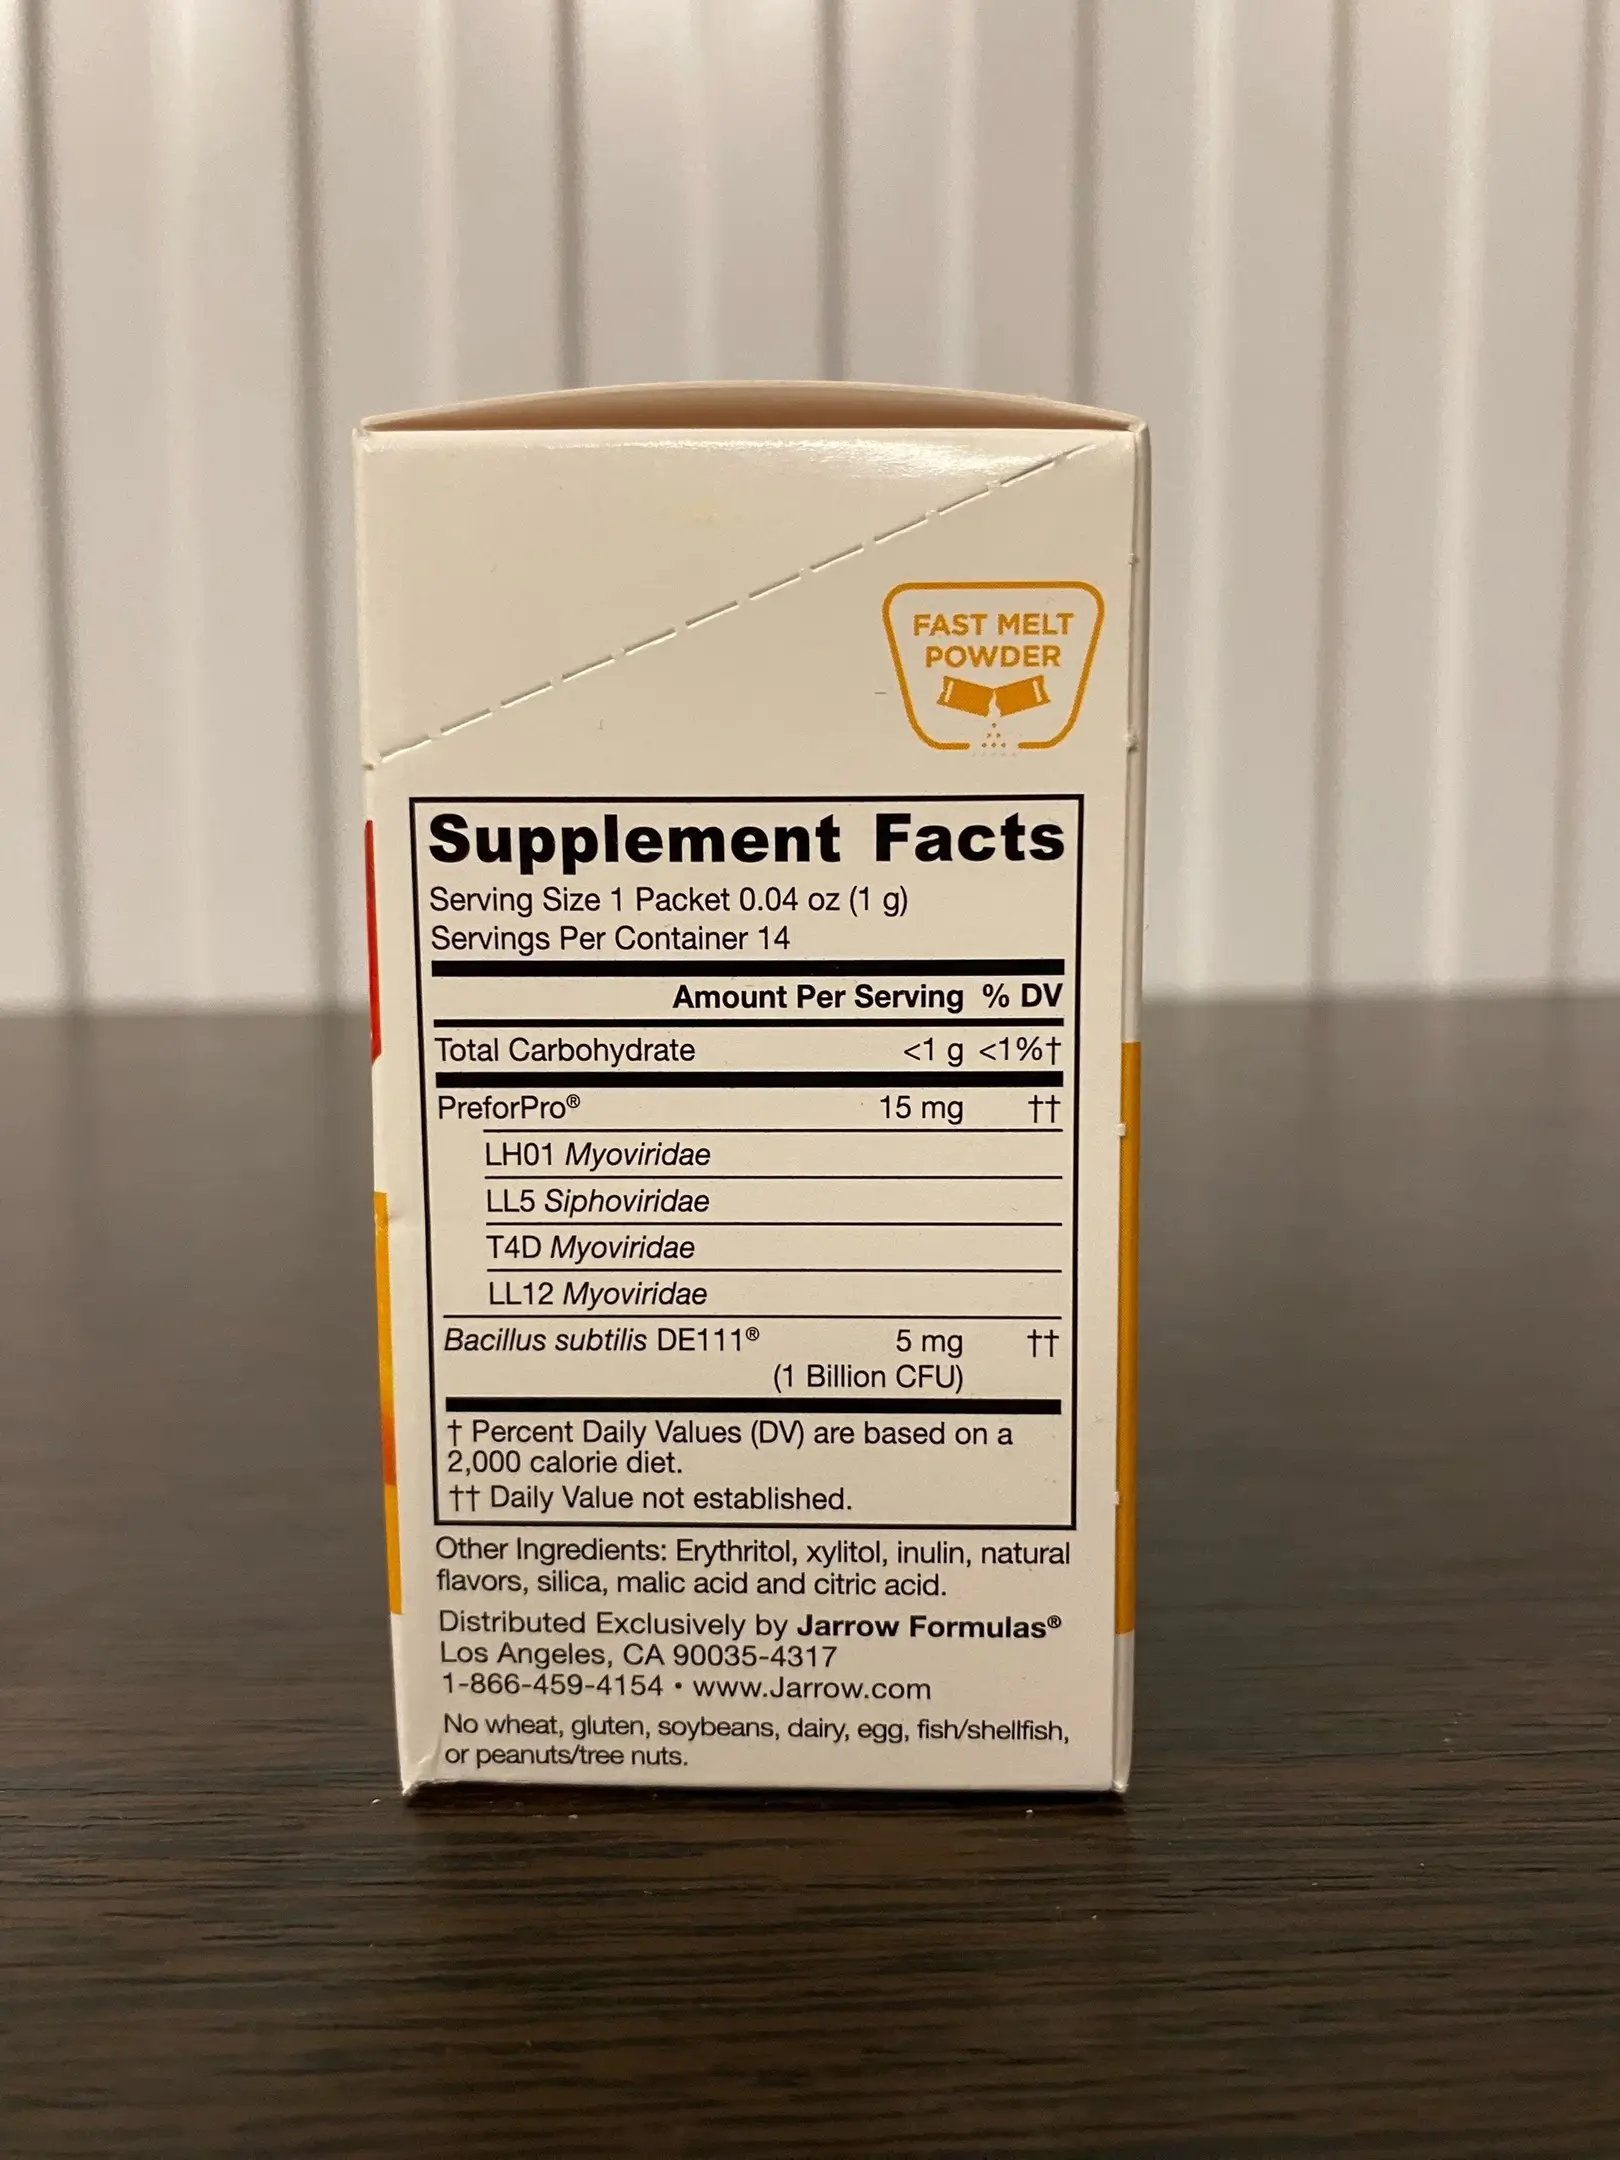 FAST MELT
POWDER
Supplement Facts
Serving Size 1 Packet 0.04 oz (1 g)
Servings Per Container 14
Amount Per Serving % DV
Total Carbohydrate <1 g <1%†
PreforPro® 15 mg ††
LH01 Myoviridae
LL5 Siphoviridae
T4D Myoviridae
LL12 Myoviridae
Bacillus subtilis DE111® 5 mg ††
(1 Billion CFU)
† Percent Daily Values (DV) are based on a
2,000 calorie diet.
†† Daily Value not established.
Other Ingredients: Erythritol, xylitol, inulin, natural
flavors, silica, malic acid and citric acid.
Distributed Exclusively by Jarrow Formulas®
Los Angeles, CA 90035-4317
1-866-459-4154 • www.Jarrow.com
No wheat, gluten, soybeans, dairy, egg, fish/shellfish,
or peanuts/tree nuts.